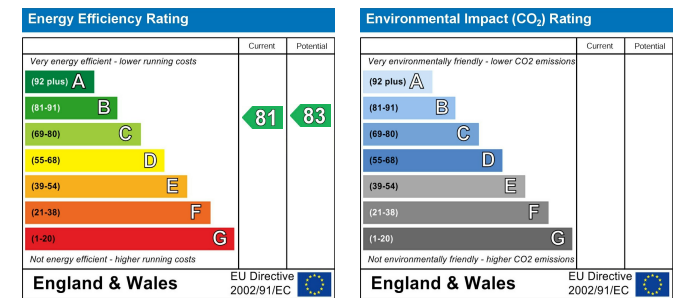 Energy Efficiency Rating
Current Potential
Very energy efficient - lower running costs
(92 plus) A
(81-91) B
81 83
(69-80) C
(55-68) D
(39-54) E
(21-38) F
(1-20) G
Not energy efficient - higher running costs
England & Wales
EU Directive
2002/91/EC
Environmental Impact (CO2) Rating
Current Potential
Very environmentally friendly - lower CO2 emissions
(92 plus) A
(81-91) B
(69-80) C
(55-68) D
(39-54) E
(21-38) F
(1-20) G
Not environmentally friendly - higher CO2 emissions
England & Wales
EU Directive
2002/91/EC